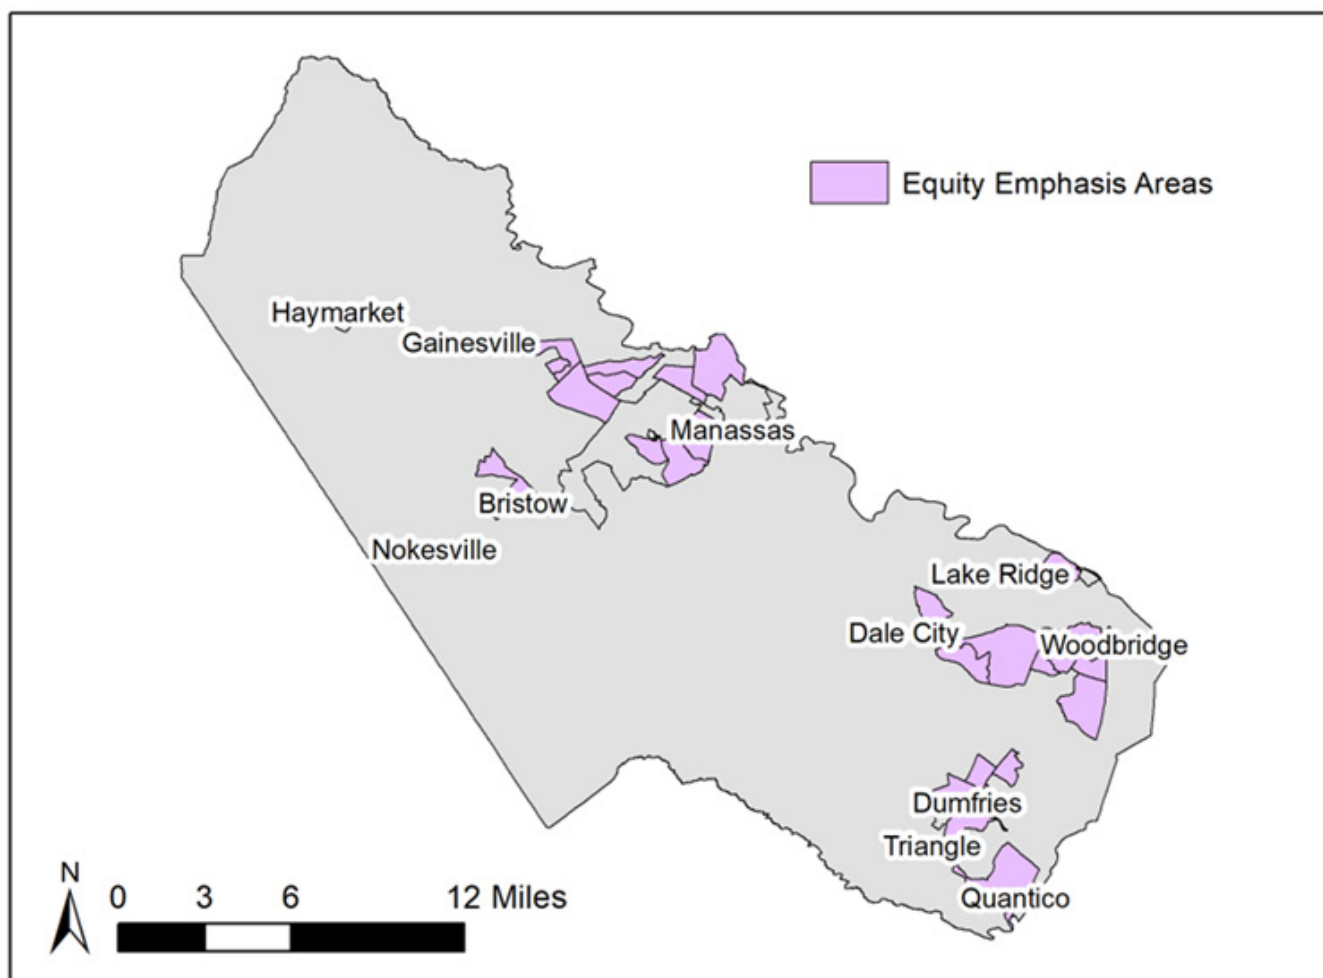 Equity Emphasis Areas
Haymarket
Gainesville
Manassas
Bristow
Nokesville
Lake Ridge
Dale City
Woodbridge
Dumfries
Triangle
Quantico
N
0 3 6 12 Miles